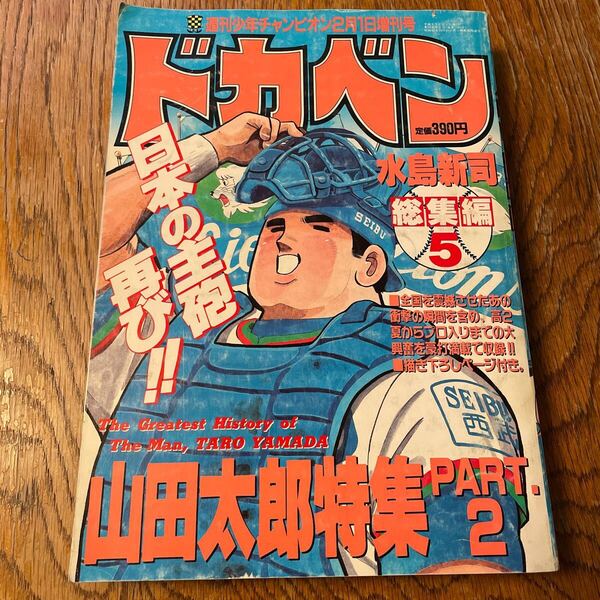 週刊少年チャンピオン2月1日増刊号
ドカベン
定価390円
水島新司
総集編
5
日本の主砲
再び!!
SEIBU
■全国を震感させたあの
衝撃の瞬間を含め、高2
夏からプロ入りまでの大
興奮を豪打満載で収録!!
■描き下ろしページ付き。
SEIBU
西武
The Greatest History of
The Man, TARO YAMADA
山田太郎特集
PART.
2